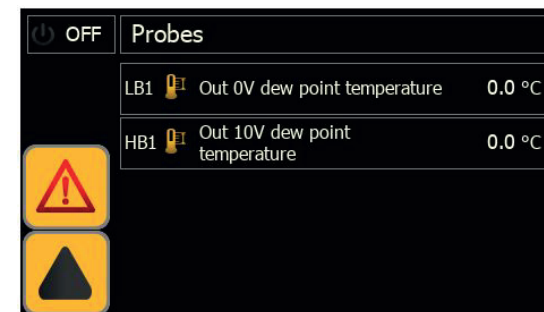 OFF Probes
LB1 Out 0V dew point temperature 0.0 °C
HB1 Out 10V dew point
temperature 0.0 °C